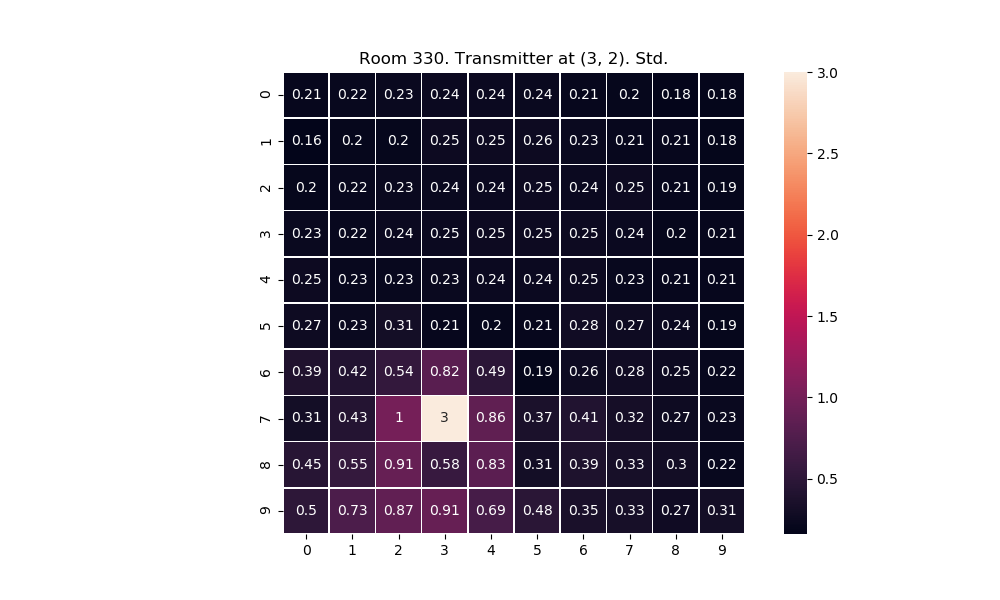 Room 330. Transmitter at (3, 2). Std.
0 0.21 0.22 0.23 0.24 0.24 0.24 0.21 0.2 0.18 0.18
1 0.16 0.2 0.2 0.25 0.25 0.26 0.23 0.21 0.21 0.18
2 0.2 0.22 0.23 0.24 0.24 0.25 0.24 0.25 0.21 0.19
3 0.23 0.22 0.24 0.25 0.25 0.25 0.25 0.24 0.2 0.21
4 0.25 0.23 0.23 0.23 0.24 0.24 0.25 0.23 0.21 0.21
5 0.27 0.23 0.31 0.21 0.2 0.21 0.28 0.27 0.24 0.19
6 0.39 0.42 0.54 0.82 0.49 0.19 0.26 0.28 0.25 0.22
7 0.31 0.43 1 3 0.86 0.37 0.41 0.32 0.27 0.23
8 0.45 0.55 0.91 0.58 0.83 0.31 0.39 0.33 0.3 0.22
9 0.5 0.73 0.87 0.91 0.69 0.48 0.35 0.33 0.27 0.31
0 1 2 3 4 5 6 7 8 9
3.0
2.5
2.0
1.5
1.0
0.5